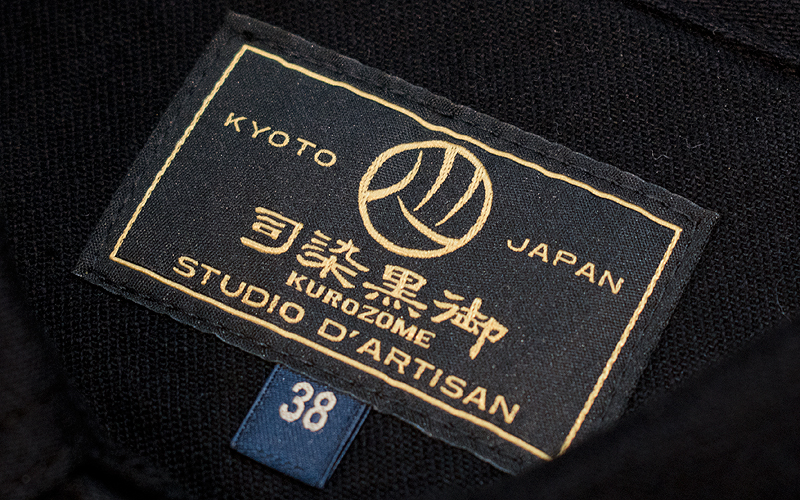 KYOTO JAPAN
司染黒御
KUROZOME
STUDIO D'ARTISAN
38